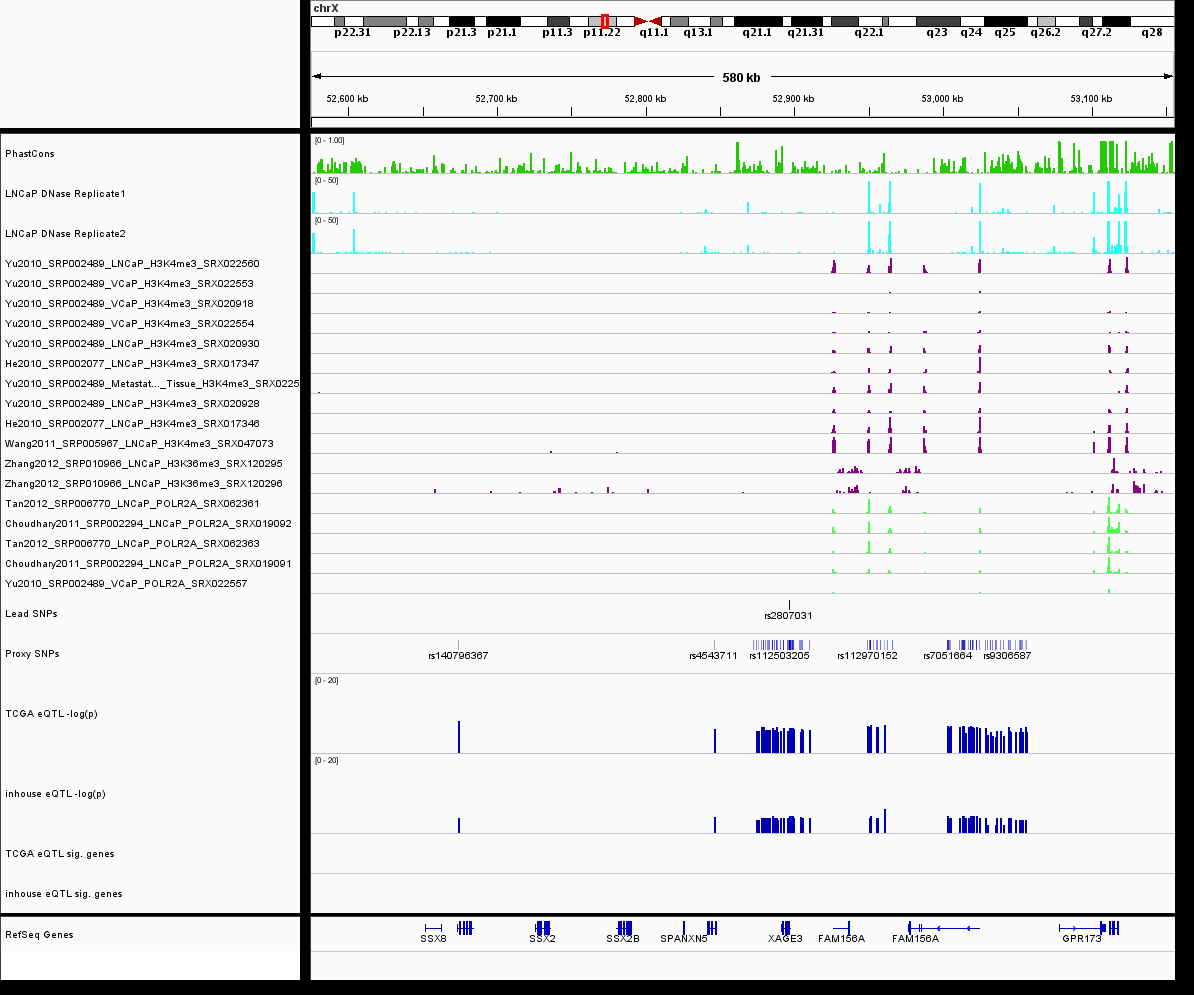 chrX
p22.31 p22.13 p21.3 p21.1 p11.3 p11.22 q11.1 q13.1 q21.1 q21.31 q22.1 q23 q24 q25 q26.2 q27.2 q28
580 kb
52,600 kb 52,700 kb 52,800 kb 52,900 kb 53,000 kb 53,100 kb
[0 - 1.00]
PhastCons
[0 - 50]
LNCaP DNase Replicate1
[0 - 50]
LNCaP DNase Replicate2
Yu2010_SRP002489_LNCaP_H3K4me3_SRX022560
Yu2010_SRP002489_VCaP_H3K4me3_SRX022553
Yu2010_SRP002489_VCaP_H3K4me3_SRX020918
Yu2010_SRP002489_VCaP_H3K4me3_SRX022554
Yu2010_SRP002489_LNCaP_H3K4me3_SRX020930
He2010_SRP002077_LNCaP_H3K4me3_SRX017347
Yu2010_SRP002489_Metastat..._Tissue_H3K4me3_SRX0225
Yu2010_SRP002489_LNCaP_H3K4me3_SRX020928
He2010_SRP002077_LNCaP_H3K4me3_SRX017346
Wang2011_SRP005967_LNCaP_H3K4me3_SRX047073
Zhang2012_SRP010966_LNCaP_H3K36me3_SRX120295
Zhang2012_SRP010966_LNCaP_H3K36me3_SRX120296
Tan2012_SRP006770_LNCaP_POLR2A_SRX062361
Choudhary2011_SRP002294_LNCaP_POLR2A_SRX019092
Tan2012_SRP006770_LNCaP_POLR2A_SRX062363
Choudhary2011_SRP002294_LNCaP_POLR2A_SRX019091
Yu2010_SRP002489_VCaP_POLR2A_SRX022557
Lead SNPs
rs2807031
Proxy SNPs
rs140796367 rs4543711 rs112503205 rs112970152 rs7051664 rs9306587
[0 - 20]
TCGA eQTL -log(p)
[0 - 20]
inhouse eQTL -log(p)
TCGA eQTL sig. genes
inhouse eQTL sig. genes
RefSeq Genes
SSX8 SSX2 SSX2B SPANXN5 XAGE3 FAM156A FAM156A GPR173